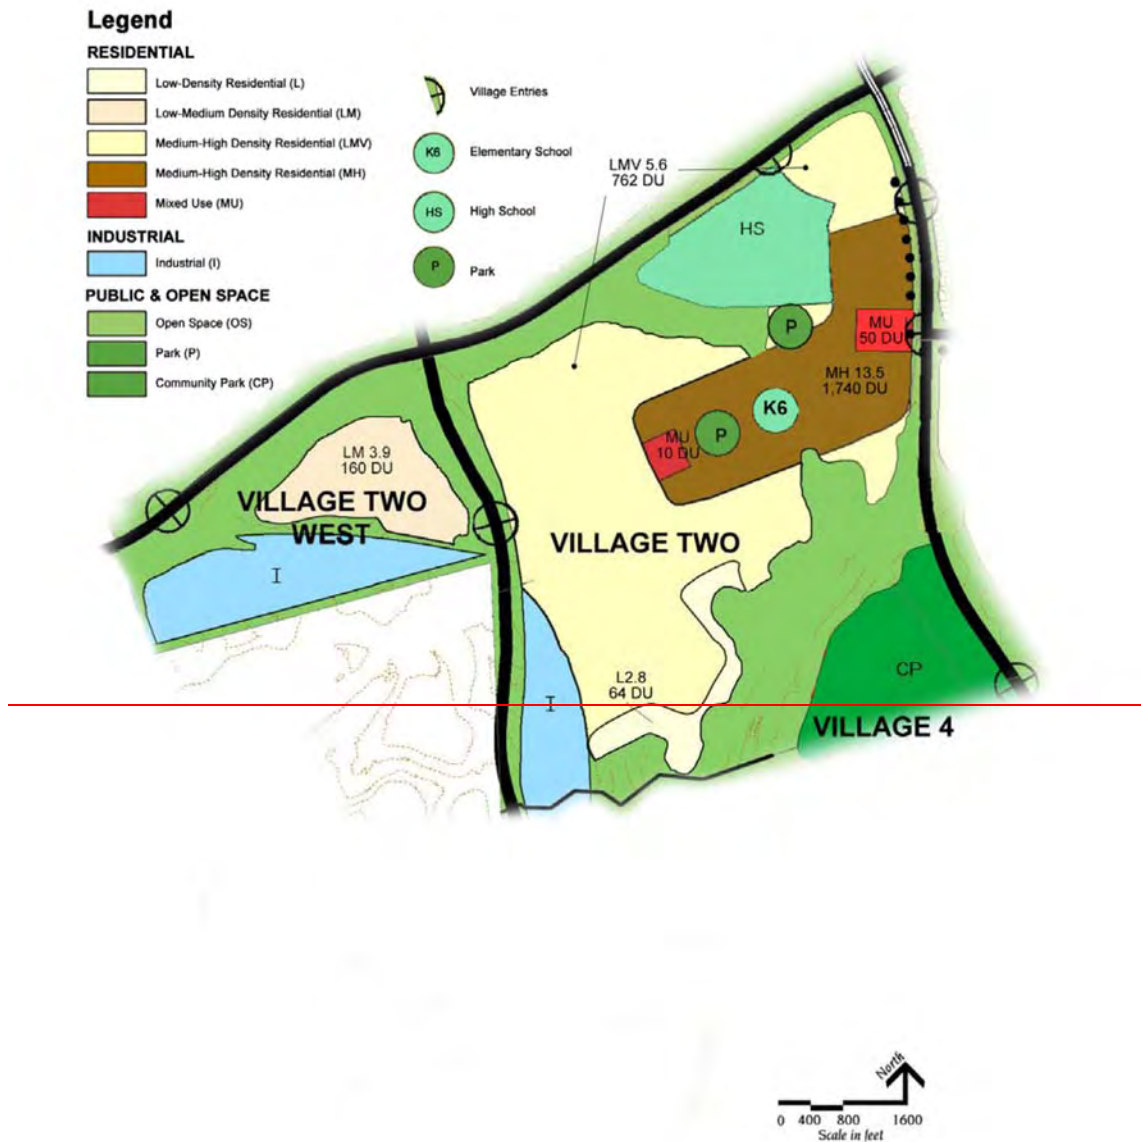 Legend
RESIDENTIAL
Low-Density Residential (L)
Low-Medium Density Residential (LM)
Medium-High Density Residential (LMV)
Medium-High Density Residential (MH)
Mixed Use (MU)
INDUSTRIAL
Industrial (I)
PUBLIC & OPEN SPACE
Open Space (OS)
Park (P)
Community Park (CP)
Village Entries
K6
Elementary School
HS
High School
P
Park
LMV 5.6
762 DU
HS
P
MU
50 DU
MH 13.5
1,740 DU
K6
P
MU
10 DU
LM 3.9
160 DU
VILLAGE TWO
WEST
I
VILLAGE TWO
L2.8
64 DU
I
CP
VILLAGE 4
North
0 400 800 1600
Scale in feet